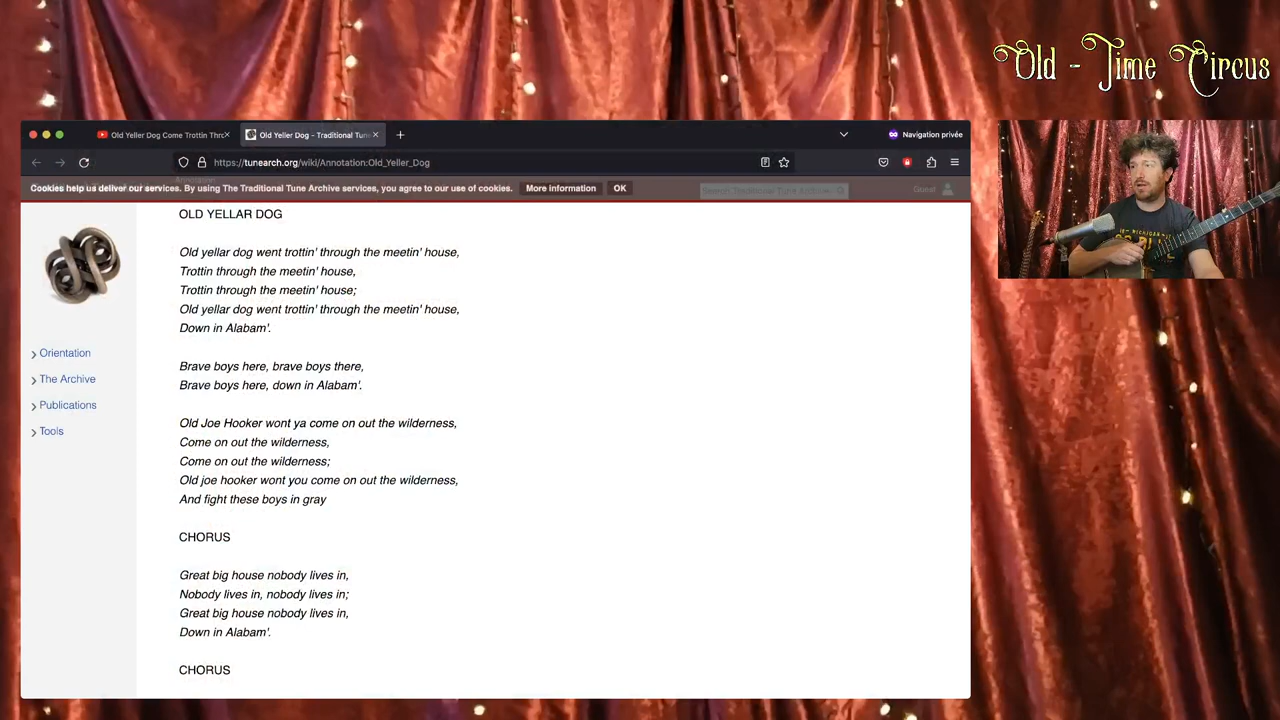 Old - Time Circus
Old Yeller Dog Come Trottin Thro
Old Yeller Dog - Traditional Tune
Navigation privée
https://tunearch.org/wiki/Annotation:Old_Yeller_Dog
Cookies help us deliver our services. By using The Traditional Tune Archive services, you agree to our use of cookies.
More information
OK
Search Traditional Tune Archive
Guest
OLD YELLAR DOG
Old yellar dog went trottin' through the meetin' house,
Trottin through the meetin' house,
Trottin through the meetin' house;
Old yellar dog went trottin' through the meetin' house,
Down in Alabam'.
Brave boys here, brave boys there,
Brave boys here, down in Alabam'.
Old Joe Hooker wont ya come on out the wilderness,
Come on out the wilderness,
Come on out the wilderness;
Old joe hooker wont you come on out the wilderness,
And fight these boys in gray
CHORUS
Great big house nobody lives in,
Nobody lives in, nobody lives in;
Great big house nobody lives in,
Down in Alabam'.
CHORUS
Orientation
The Archive
Publications
Tools